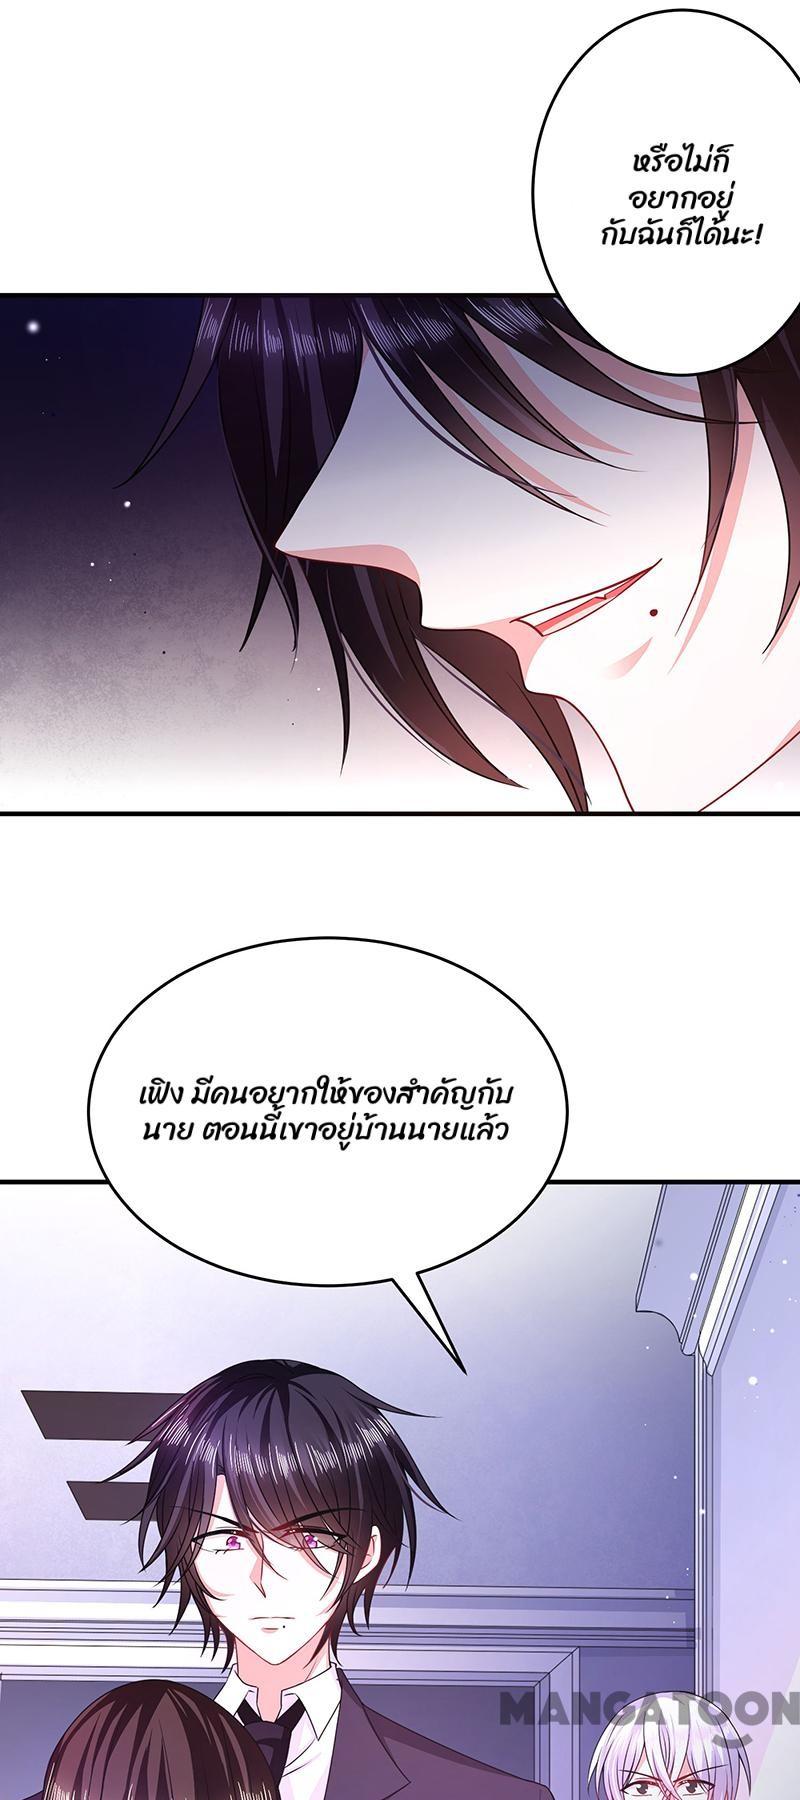 หรือไม่ก็
อยากอยู่
กับฉันก็ได้นะ!
เฟิง มีคนอยากให้ของสำคัญกับ
นาย ตอนนี้เขาอยู่บ้านนายแล้ว
MANGATOON